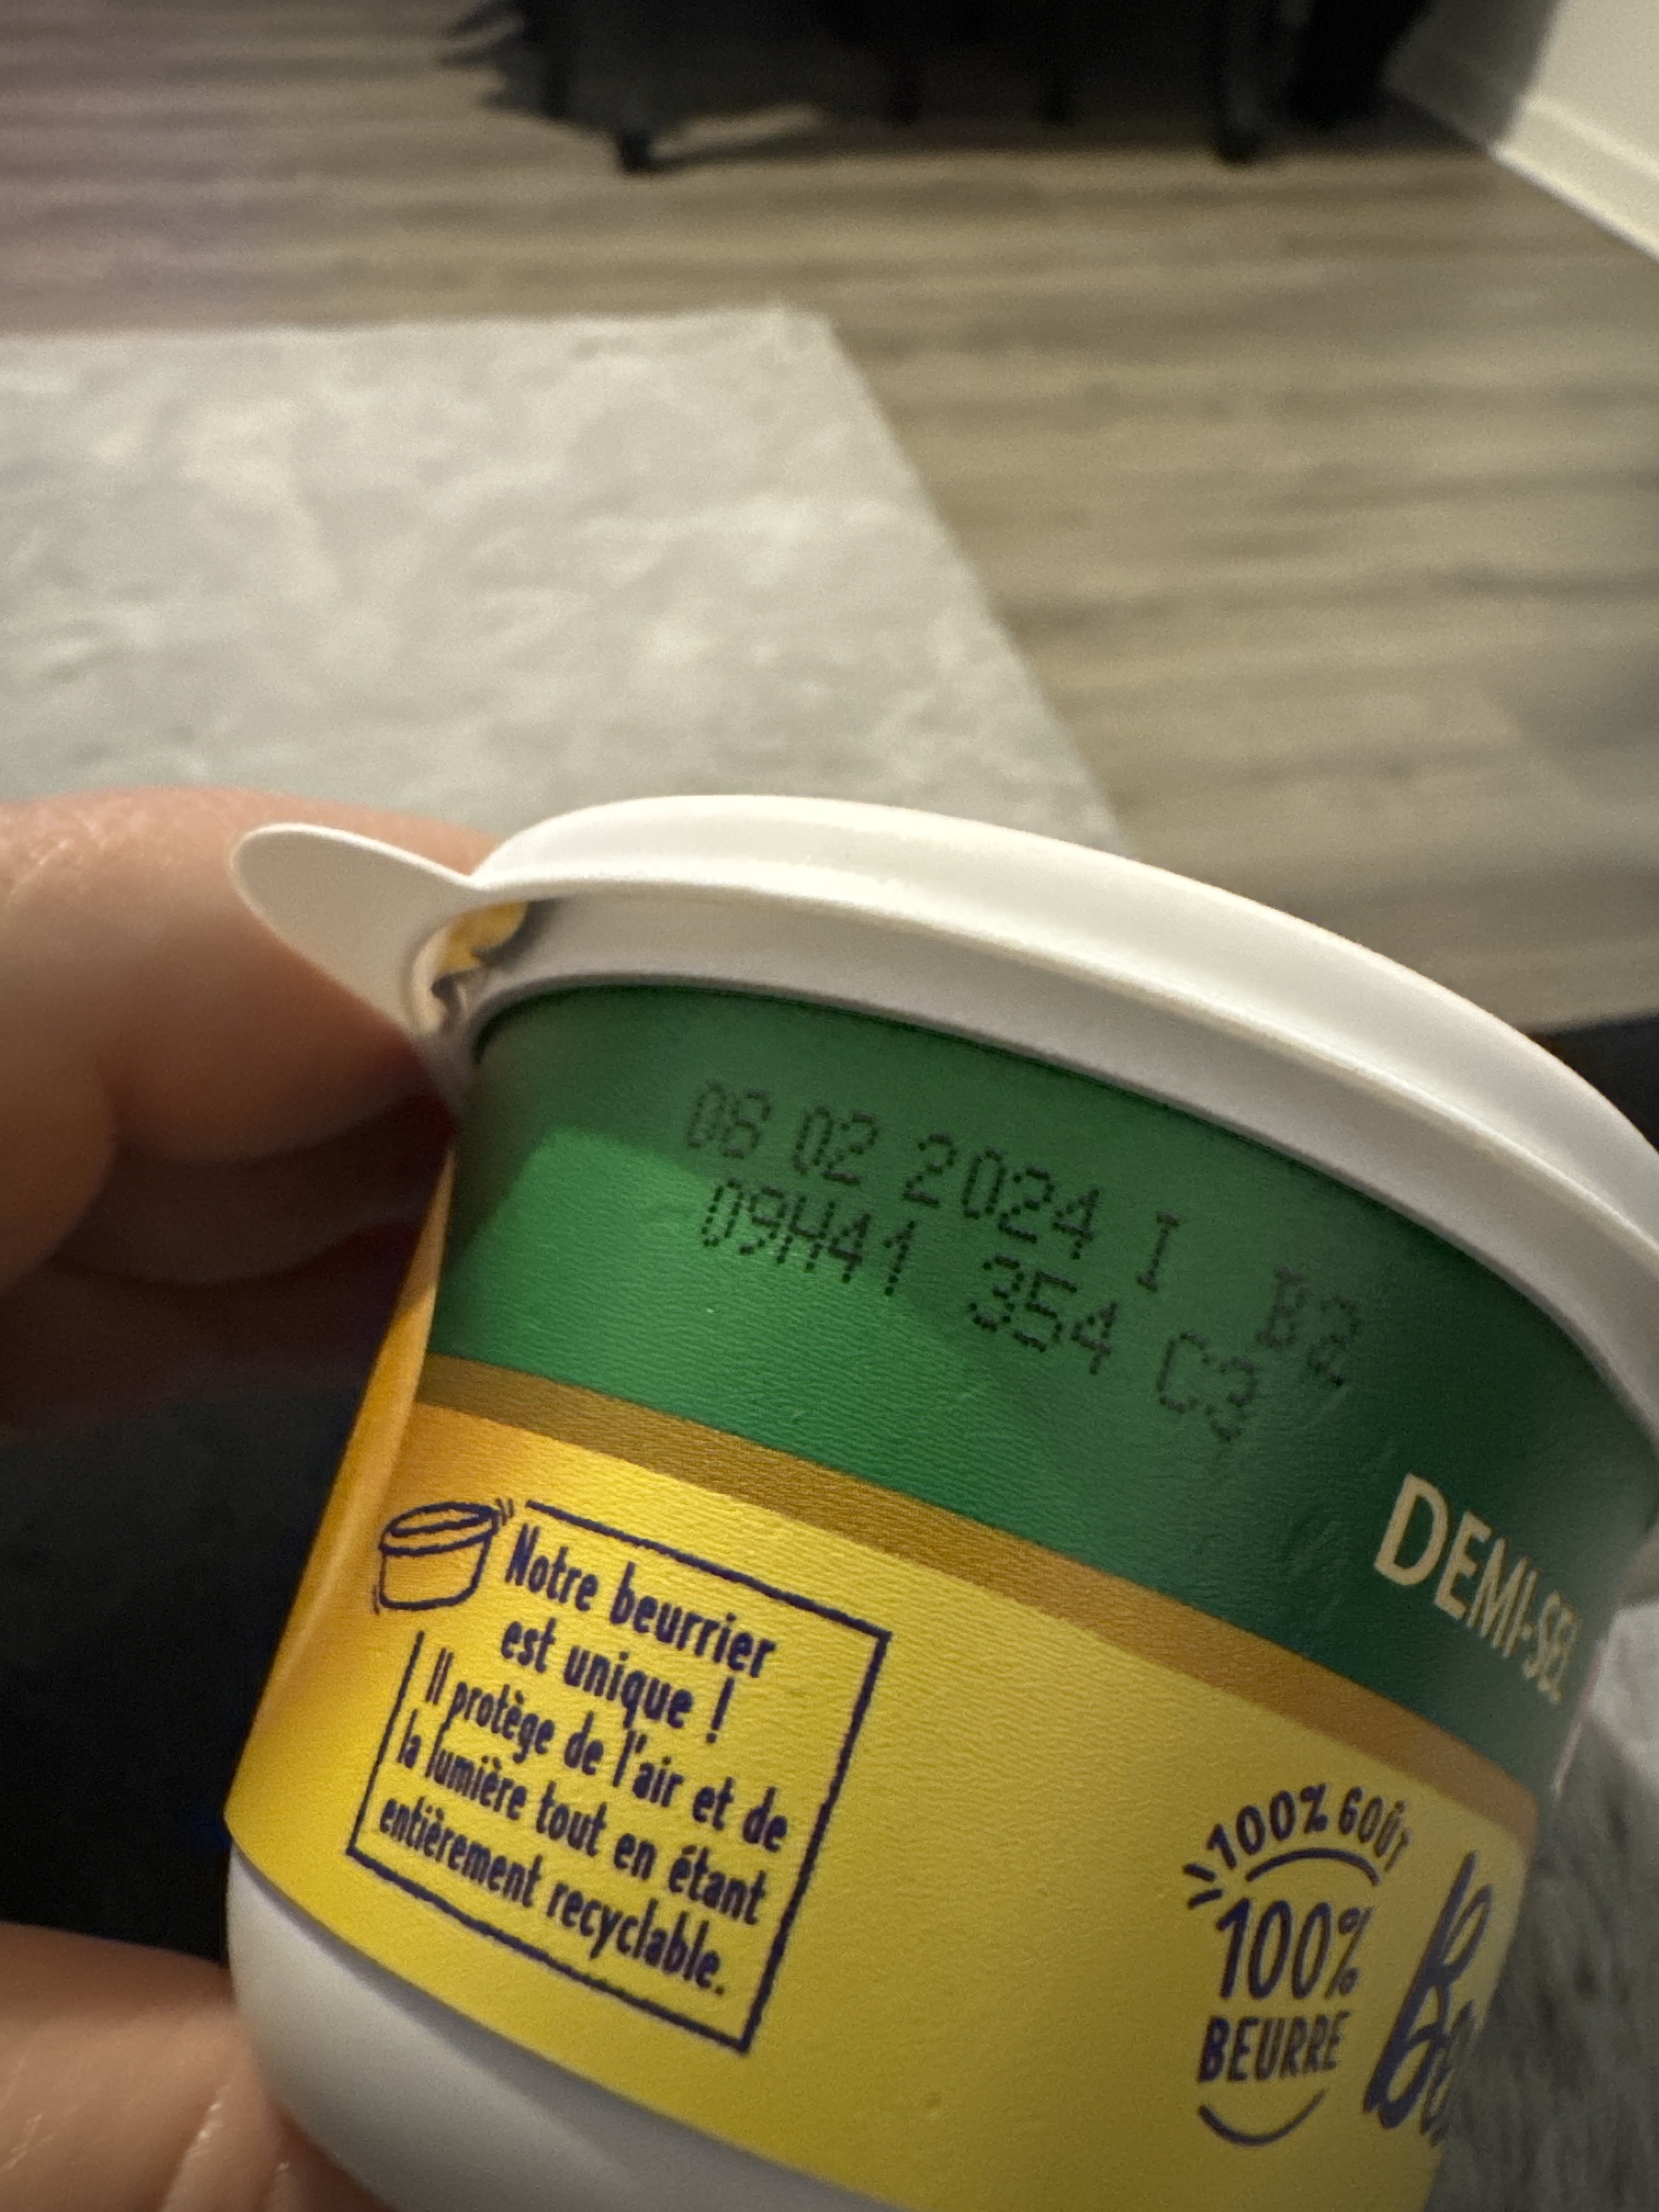 06 02 2024 I B2
09H41 354 C3
DEMI-SEL
Notre beurrier
est unique !
Il protège de l'air et de
la lumière tout en étant
entièrement recyclable.
100% GOÛT
100%
BEURRE